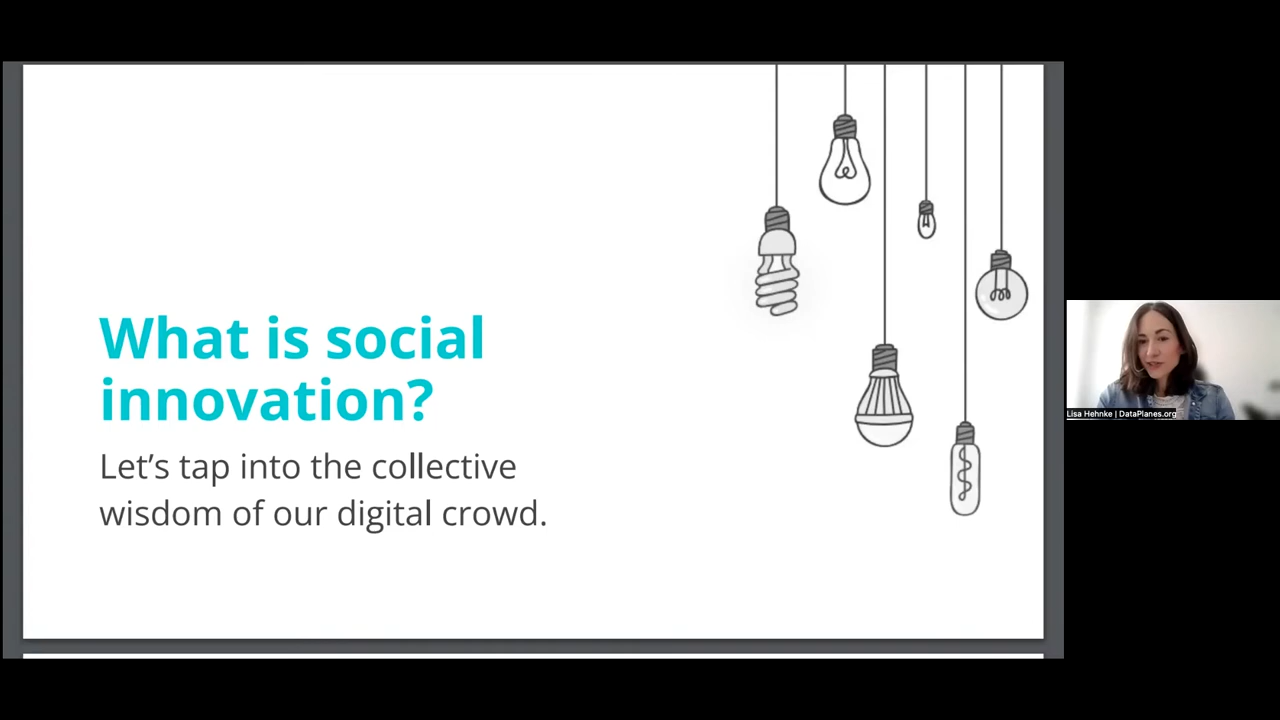 What is social
innovation?
Let's tap into the collective
wisdom of our digital crowd.
Lisa Hehnke | DataPlanes.org